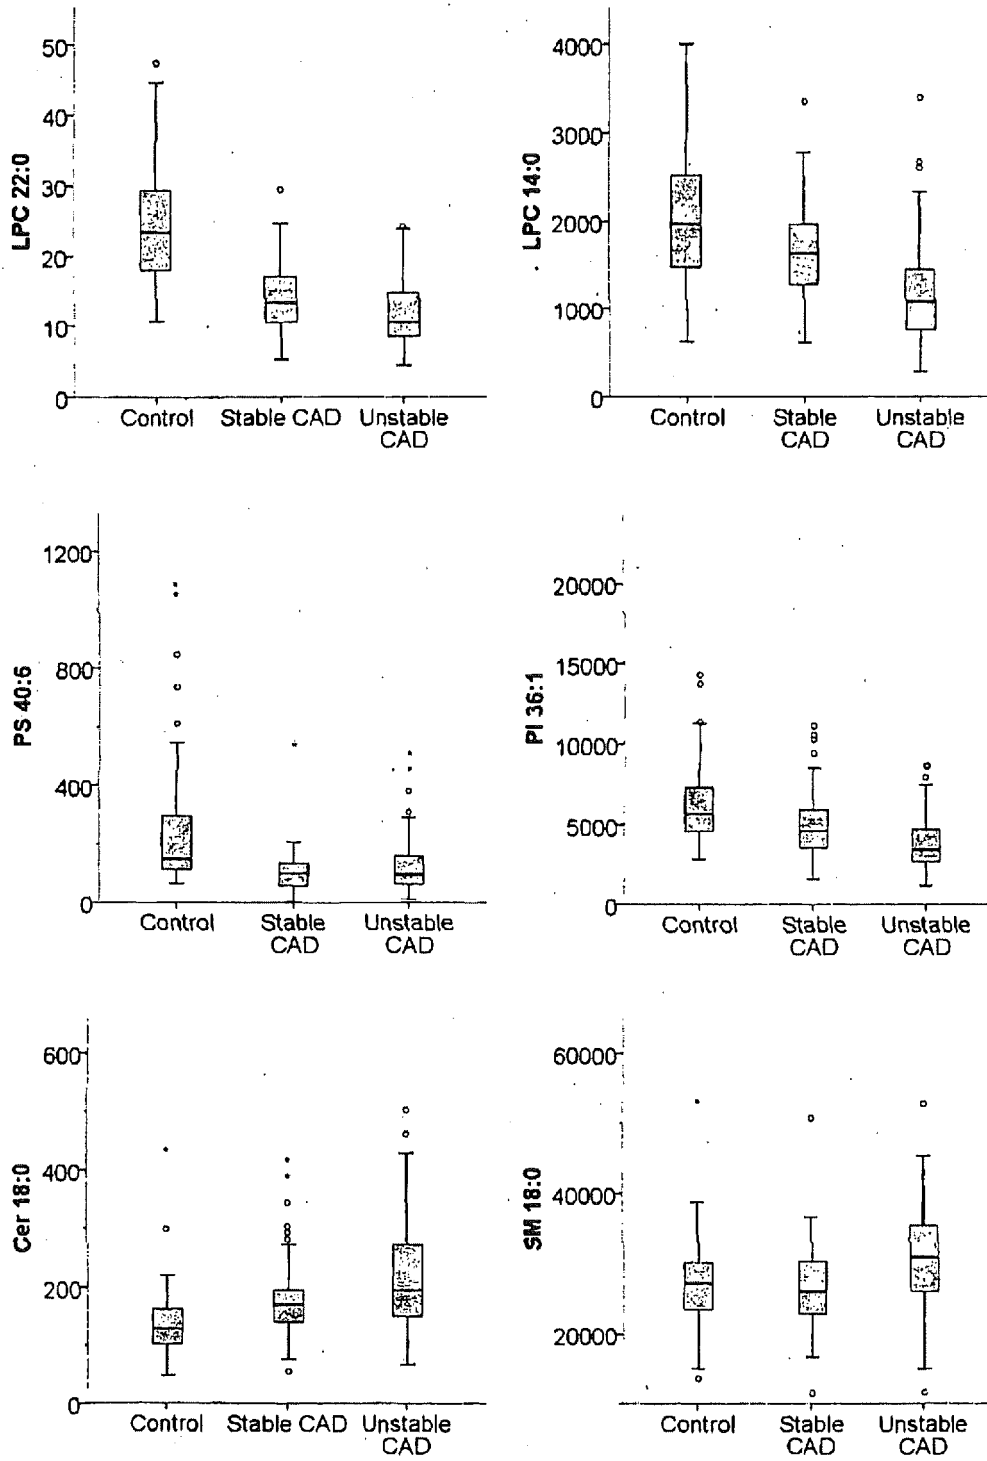 LPC 22:0
50
40
30
20
10
0
Control Stable CAD Unstable
CAD
LPC 14:0
4000
3000
2000
1000
0
Control Stable Unstable
CAD CAD
PS 40:6
1200
800
400
0
Control Stable Unstable
CAD CAD
PI 36:1
20000
15000
10000
5000
0
Control Stable Unstable
CAD CAD
Cer 18:0
600
400
200
0
Control Stable CAD Unstable
CAD
SM 18:0
60000
40000
20000
Control Stable Unstable
CAD CAD